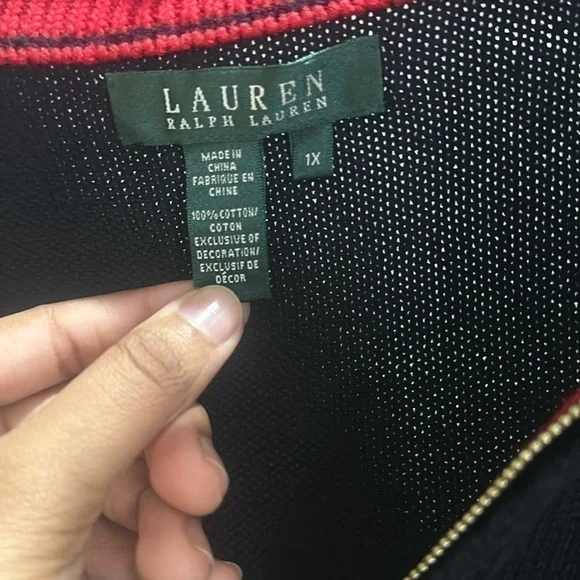 LAUREN
RALPH LAUREN
1X
MADE IN
CHINA
FABRIQUE EN
CHINE
100% COTTON/
COTON
EXCLUSIVE OF
DECORATION/
EXCLUSIF DE
DÉCOR